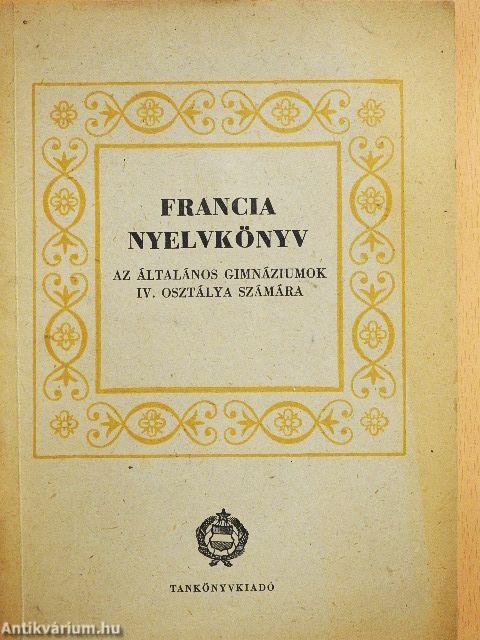 FRANCIA
NYELVKÖNYV
AZ ÁLTALÁNOS GIMNÁZIUMOK
IV. OSZTÁLYA SZÁMÁRA
TANKÖNYVKIADÓ
Antikvárium.hu